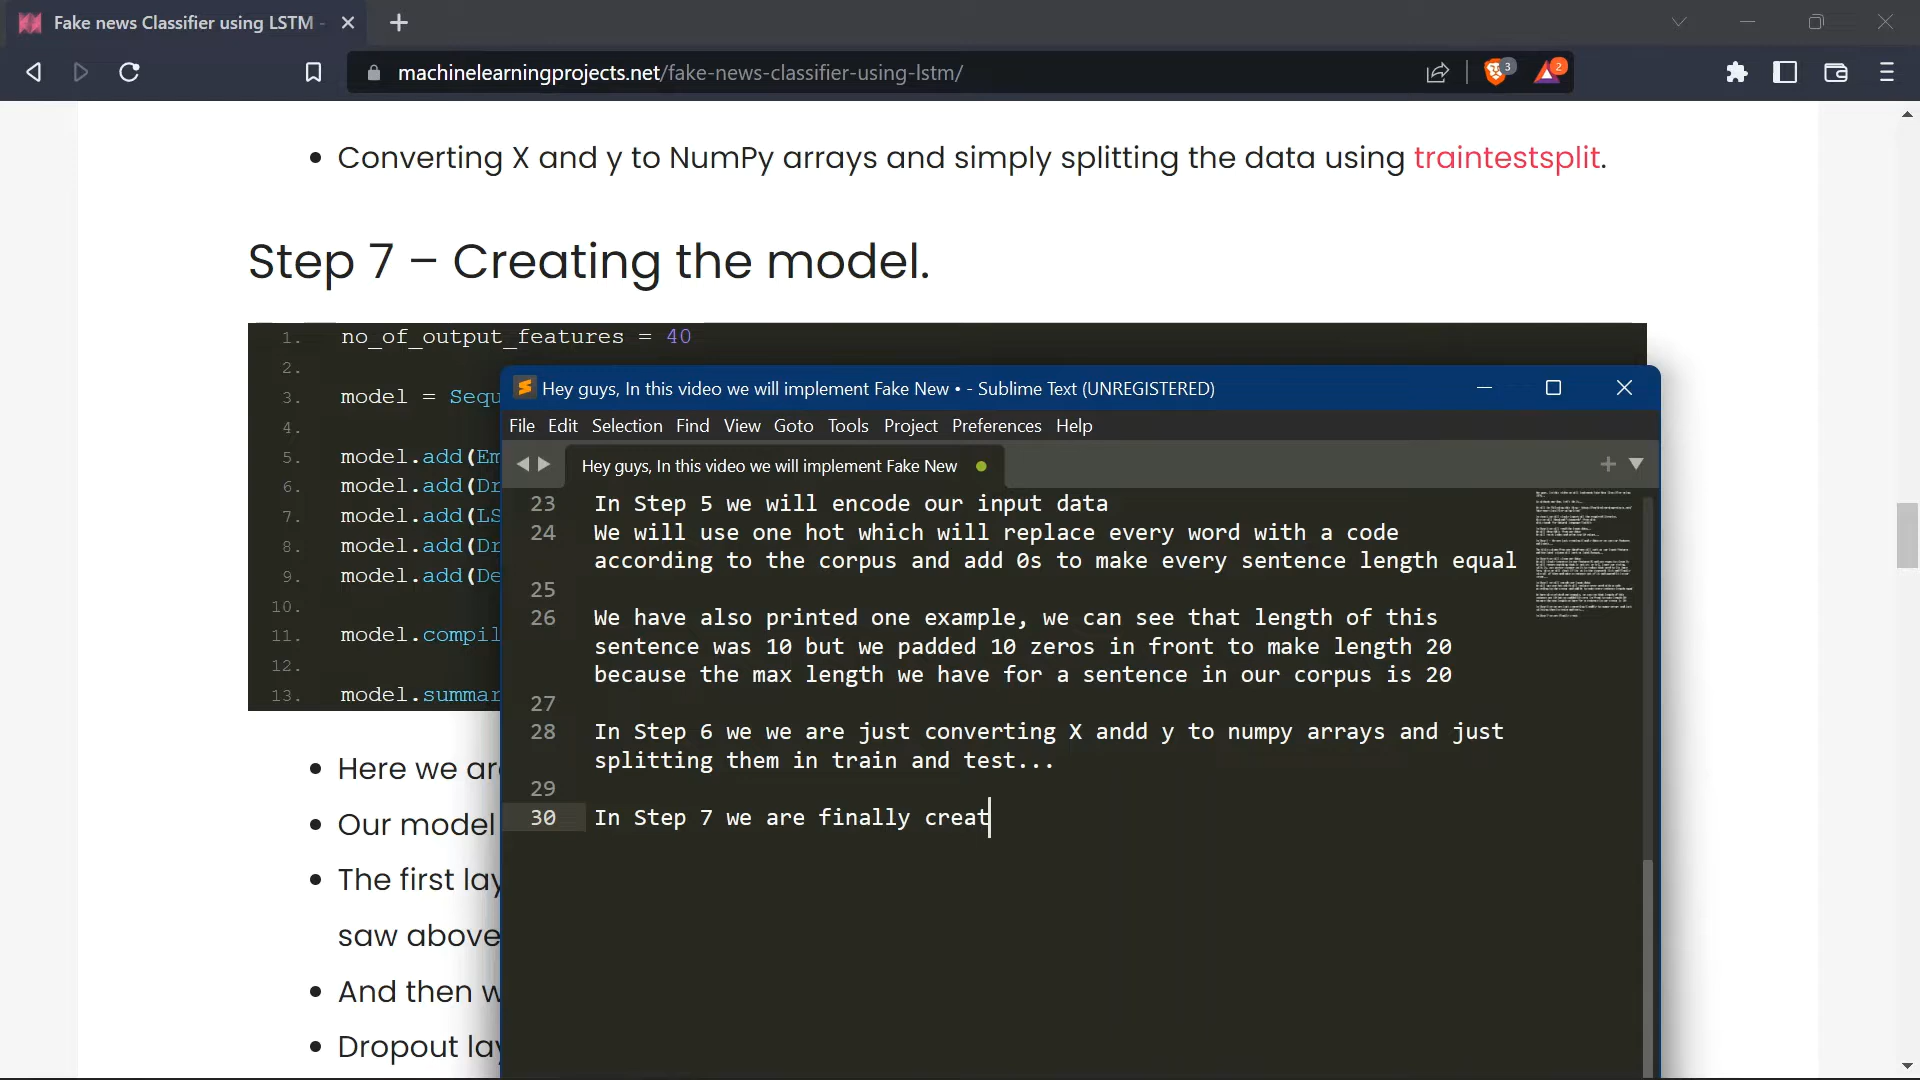 Fake news Classifier using LSTM -
machinelearningprojects.net/fake-news-classifier-using-lstm/
3
2
• Converting X and y to NumPy arrays and simply splitting the data using traintestsplit.
Step 7 – Creating the model.
1. no_of_output_features = 40
2.
3. model = Sequ
4.
5. model.add(Em
6. model.add(Dr
7. model.add(LS
8. model.add(Dr
9. model.add(De
10.
11. model.compil
12.
13. model.summar
• Here we ar
• Our model
• The first lay
saw above
• And then w
• Dropout lay
Hey guys, In this video we will implement Fake New • - Sublime Text (UNREGISTERED)
File Edit Selection Find View Goto Tools Project Preferences Help
Hey guys, In this video we will implement Fake New
23 In Step 5 we will encode our input data
24 We will use one hot which will replace every word with a code
according to the corpus and add 0s to make every sentence length equal
25
26 We have also printed one example, we can see that length of this
sentence was 10 but we padded 10 zeros in front to make length 20
because the max length we have for a sentence in our corpus is 20
27
28 In Step 6 we we are just converting X andd y to numpy arrays and just
splitting them in train and test...
29
30 In Step 7 we are finally creat